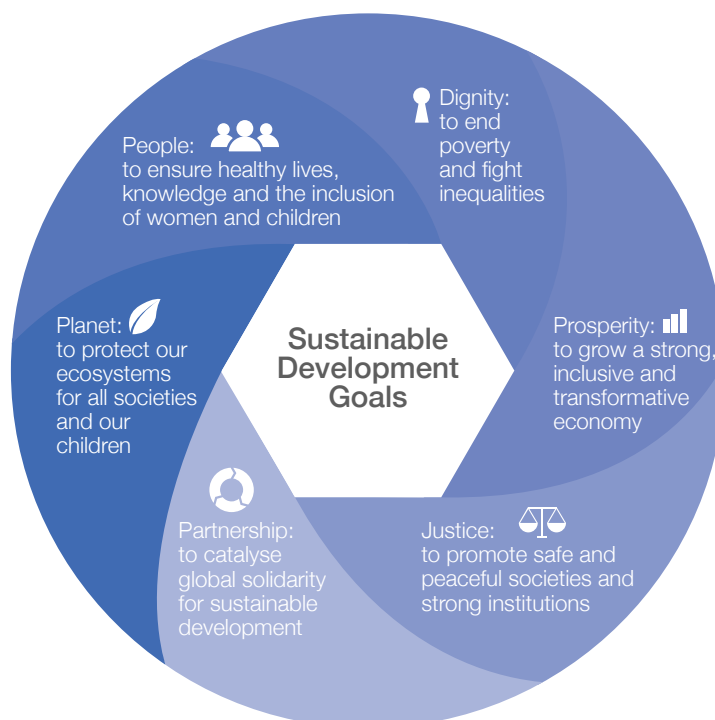 Dignity:
to end
poverty
and fight
inequalities
People:
to ensure healthy lives,
knowledge and the inclusion
of women and children
Sustainable
Development
Goals
Planet:
to protect our
ecosystems
for all societies
and our
children
Prosperity:
to grow a strong,
inclusive and
transformative
economy
Partnership:
to catalyse
global solidarity
for sustainable
development
Justice:
to promote safe and
peaceful societies and
strong institutions